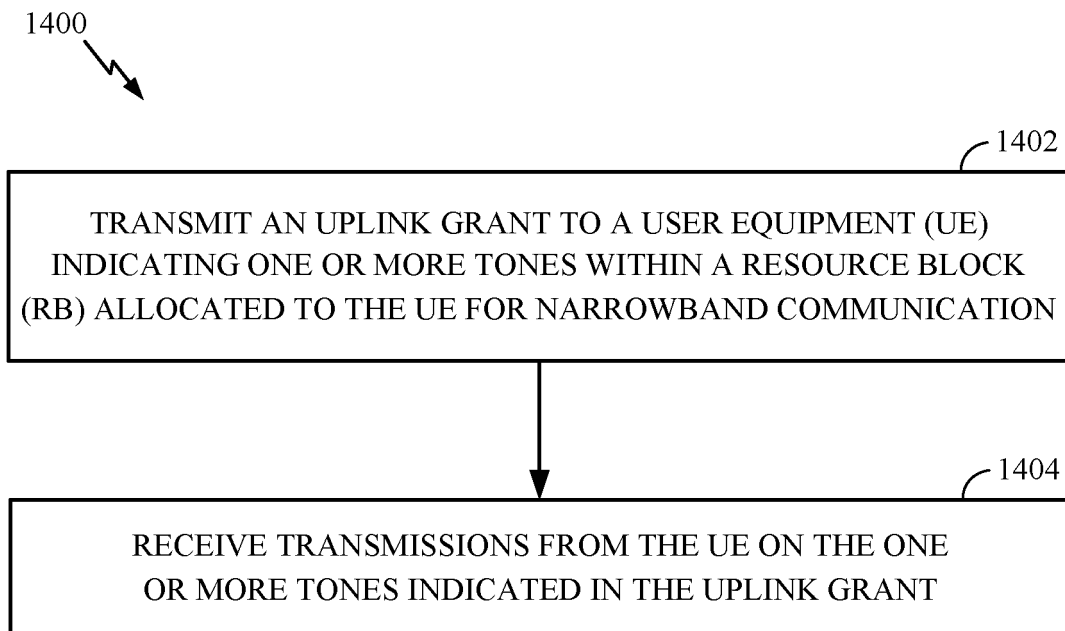 1400
1402
TRANSMIT AN UPLINK GRANT TO A USER EQUIPMENT (UE)
INDICATING ONE OR MORE TONES WITHIN A RESOURCE BLOCK
(RB) ALLOCATED TO THE UE FOR NARROWBAND COMMUNICATION
1404
RECEIVE TRANSMISSIONS FROM THE UE ON THE ONE
OR MORE TONES INDICATED IN THE UPLINK GRANT